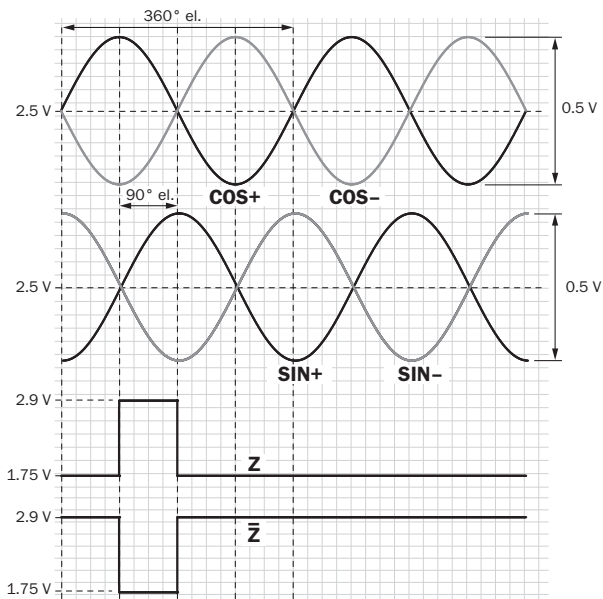 360° el.
2.5 V
0.5 V
90° el.
COS+
COS–
2.5 V
0.5 V
SIN+
SIN–
2.9 V
Z
1.75 V
2.9 V
Z̅
1.75 V